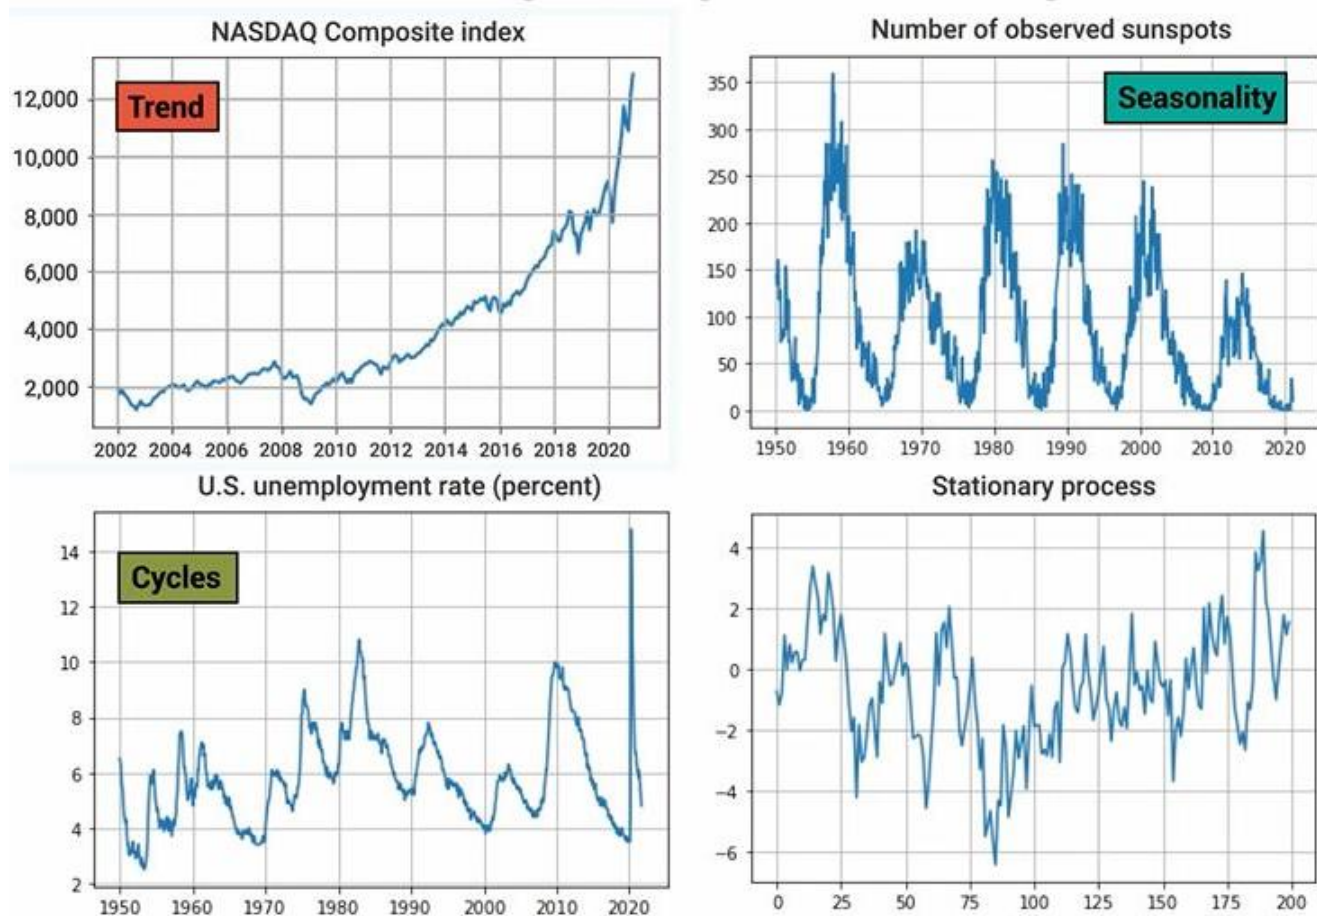 NASDAQ Composite index
Trend
12,000
10,000
8,000
6,000
4,000
2,000
2002 2004 2006 2008 2010 2012 2014 2016 2018 2020
Number of observed sunspots
Seasonality
350
300
250
200
150
100
50
0
1950 1960 1970 1980 1990 2000 2010 2020
U.S. unemployment rate (percent)
Cycles
14
12
10
8
6
4
2
1950 1960 1970 1980 1990 2000 2010 2020
Stationary process
4
2
0
−2
−4
−6
0 25 50 75 100 125 150 175 200